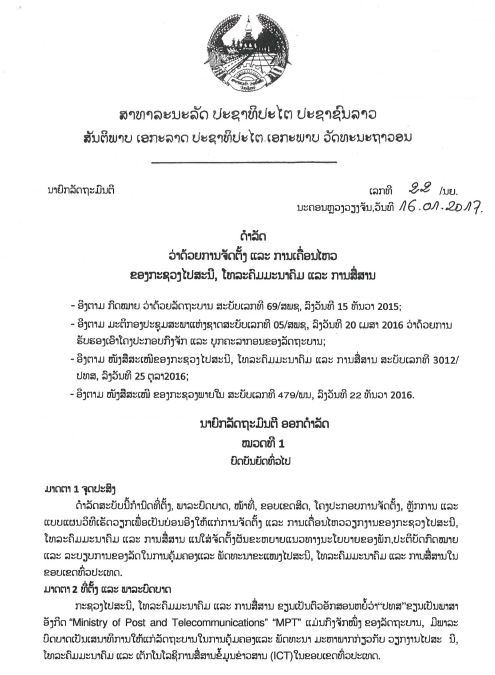 ສາທາລະນະລັດ ປະຊາທິປະໄຕ ປະຊາຊົນລາວ
ສັນຕິພາບ ເອກະລາດ ປະຊາທິປະໄຕ ເອກະພາບ ວັດທະນະຖາວອນ
ນາຍົກລັດຖະມົນຕີ
ເລກທີ 22 /ນຍ.
ນະຄອນຫຼວງວຽງຈັນ,ວັນທີ 16.01.2017.
ດໍາລັດ
ວ່າດ້ວຍການຈັດຕັ້ງ ແລະ ການເຄື່ອນໄຫວ
ຂອງກະຊວງໄປສະນີ, ໂທລະຄົມມະນາຄົມ ແລະ ການສື່ສານ
- ອີງຕາມ ກົດໝາຍ ວ່າດ້ວຍລັດຖະບານ ສະບັບເລກທີ 69/ສພຊ, ລົງວັນທີ 15 ທັນວາ 2015;
- ອີງຕາມ ມະຕິກອງປະຊຸມສະພາແຫ່ງຊາດສະບັບເລກທີ 05/ສພຊ, ລົງວັນທີ 20 ເມສາ 2016 ວ່າດ້ວຍການ
ຮັບຮອງເອົາໂຄງປະກອບກົງຈັກ ແລະ ບຸກຄະລາກອນຂອງລັດຖະບານ;
- ອີງຕາມ ໜັງສືສະເໜີຂອງກະຊວງໄປສະນີ, ໂທລະຄົມມະນາຄົມ ແລະ ການສື່ສານ ສະບັບເລກທີ 3012/
ປທສ, ລົງວັນທີ 25 ຕຸລາ2016;
- ອີງຕາມ ໜັງສືສະເໜີ ຂອງກະຊວງພາຍໃນ ສະບັບເລກທີ 479/ພນ, ລົງວັນທີ 22 ທັນວາ 2016.
ນາຍົກລັດຖະມົນຕີ ອອກດໍາລັດ
ໝວດທີ 1
ບົດບັນຍັດທົ່ວໄປ
ມາດຕາ 1 ຈຸດປະສົງ
ດໍາລັດສະບັບນີ້ກໍານົດທີ່ຕັ້ງ, ພາລະບົດບາດ, ໜ້າທີ່, ຂອບເຂດສິດ, ໂຄງປະກອບການຈັດຕັ້ງ, ຫຼັກການ ແລະ
ແບບແຜນວິທີເຮັດວຽກເພື່ອເປັນບ່ອນອີງໃຫ້ແກ່ການຈັດຕັ້ງ ແລະ ການເຄື່ອນໄຫວວຽກງານຂອງກະຊວງໄປສະນີ,
ໂທລະຄົມມະນາຄົມ ແລະ ການສື່ສານ ແນໃສ່ຈັດຕັ້ງຜັນຂະຫຍາຍແນວທາງນະໂຍບາຍຂອງພັກ,ປະຕິບັດກົດໝາຍ
ແລະ ລະບຽບການຂອງລັດໃນການຄຸ້ມຄອງແລະ ພັດທະນາຂະແໜງໄປສະນີ, ໂທລະຄົມມະນາຄົມ ແລະ ການສື່ສານໃນ
ຂອບເຂດທົ່ວປະເທດ.
ມາດຕາ 2 ທີ່ຕັ້ງ ແລະ ພາລະບົດບາດ
ກະຊວງໄປສະນີ, ໂທລະຄົມມະນາຄົມ ແລະ ການສື່ສານ ຂຽນເປັນຕົວອັກສອນຫຍໍ້ວ່າ“ປທສ”ຂຽນເປັນພາສາ
ອັງກິດ “Ministry of Post and Telecommunications” “MPT” ແມ່ນກົງຈັກໜຶ່ງ ຂອງລັດຖະບານ, ມີພາລະ
ບົດບາດເປັນເສນາທິການໃຫ້ແກ່ລັດຖະບານໃນການຄຸ້ມຄອງແລະ ພັດທະນາ ມະຫາພາກກ່ຽວກັບ ວຽກງານໄປສະ ນີ,
ໂທລະຄົມມະນາຄົມ ແລະ ເຕັກໂນໂລຊີການສື່ສານຂໍ້ມູນຂ່າວສານ (ICT)ໃນຂອບເຂດທົ່ວປະເທດ.